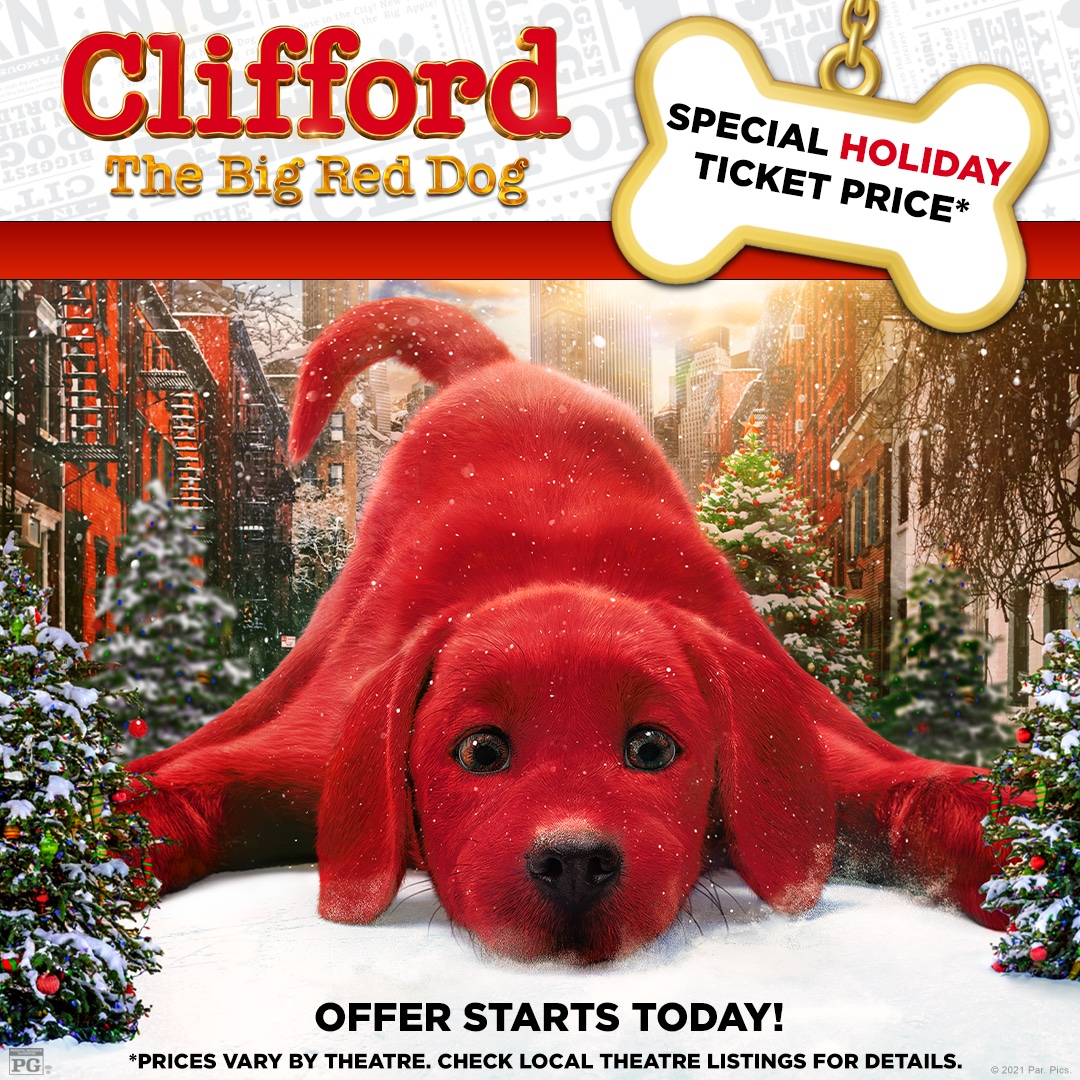 Clifford
The Big Red Dog
SPECIAL HOLIDAY
TICKET PRICE*
OFFER STARTS TODAY!
*PRICES VARY BY THEATRE. CHECK LOCAL THEATRE LISTINGS FOR DETAILS.
PG
© 2021 Par. Pics.